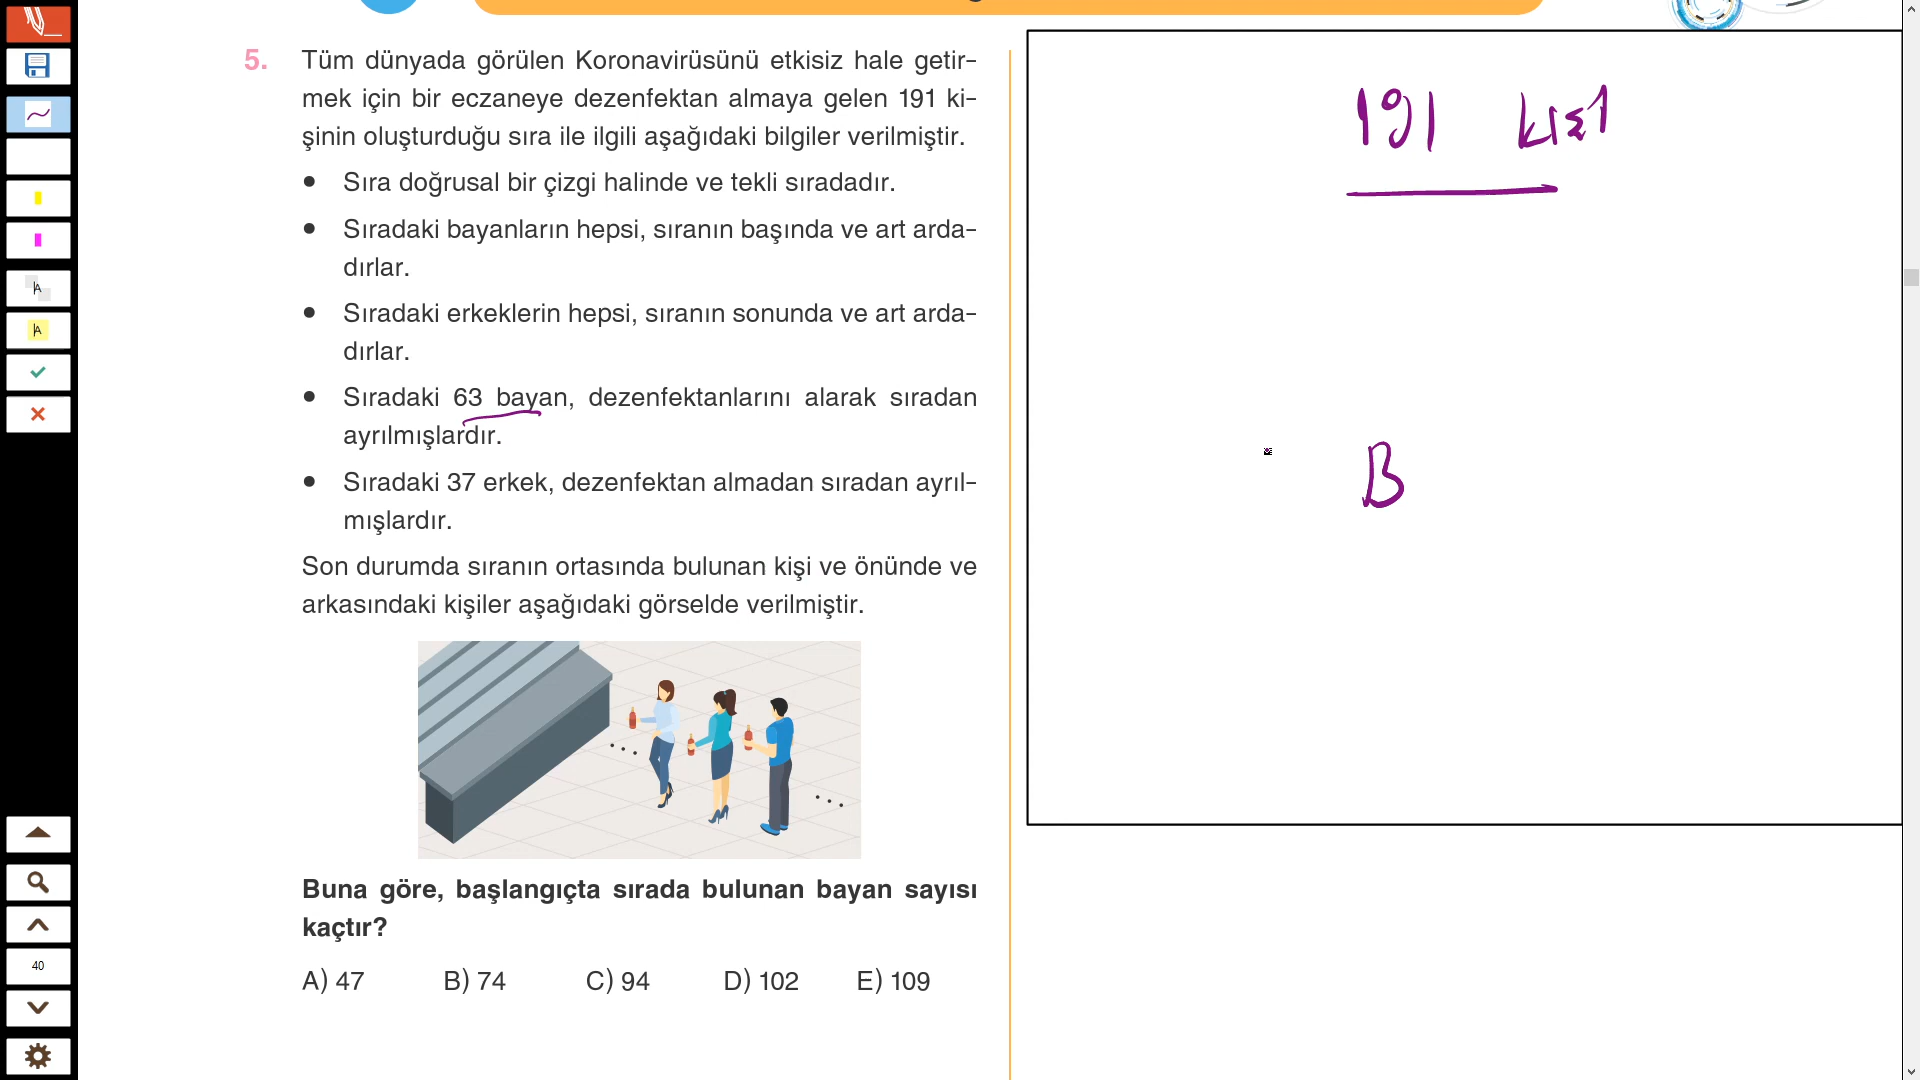 5. Tüm dünyada görülen Koronavirüsünü etkisiz hale getir-
mek için bir eczaneye dezenfektan almaya gelen 191 ki-
şinin oluşturduğu sıra ile ilgili aşağıdaki bilgiler verilmiştir.
• Sıra doğrusal bir çizgi halinde ve tekli sıradadır.
• Sıradaki bayanların hepsi, sıranın başında ve art arda-
dırlar.
• Sıradaki erkeklerin hepsi, sıranın sonunda ve art arda-
dırlar.
• Sıradaki 63 bayan, dezenfektanlarını alarak sıradan
ayrılmışlardır.
• Sıradaki 37 erkek, dezenfektan almadan sıradan ayrıl-
mışlardır.
Son durumda sıranın ortasında bulunan kişi ve önünde ve
arkasındaki kişiler aşağıdaki görselde verilmiştir.
Buna göre, başlangıçta sırada bulunan bayan sayısı
kaçtır?
A) 47 B) 74 C) 94 D) 102 E) 109
191 kişi
B
A
A
40